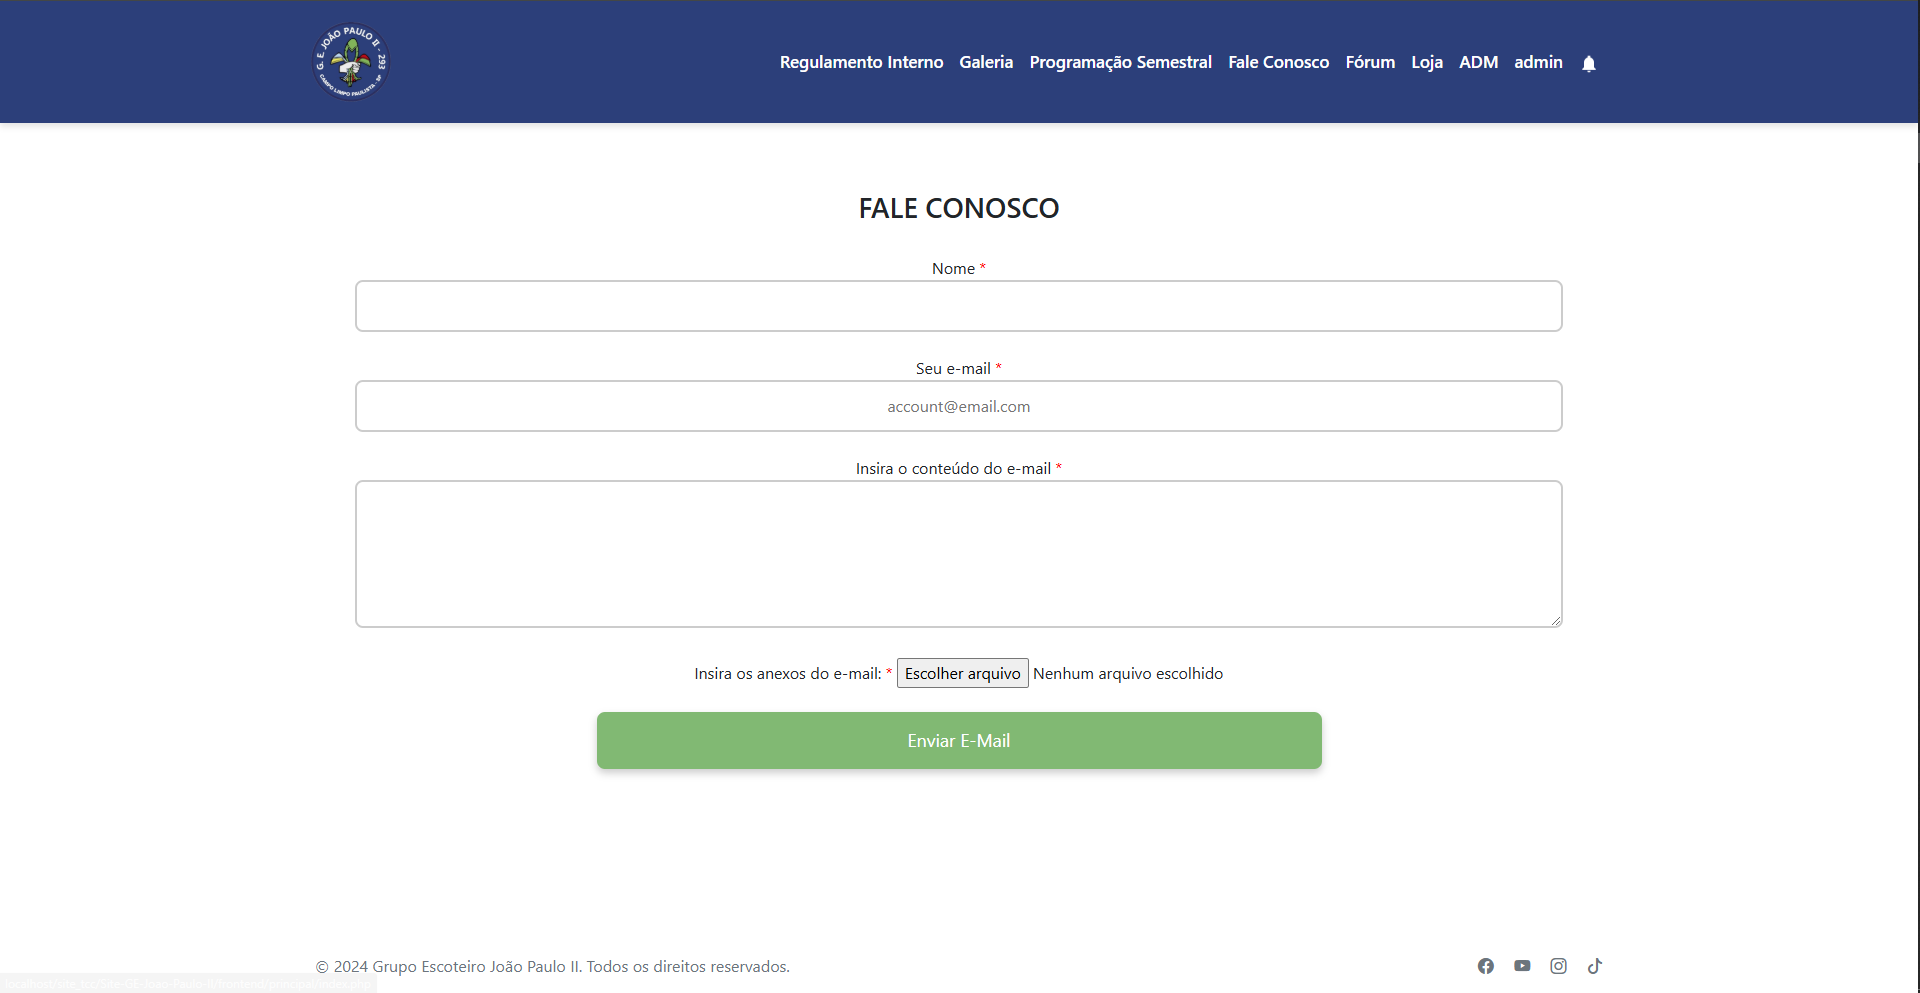 G. E. JOÃO PAULO II - 293
CAMPO LIMPO PAULISTA - SP
Regulamento Interno Galeria Programação Semestral Fale Conosco Fórum Loja ADM admin
FALE CONOSCO
Nome *
Seu e-mail *
account@email.com
Insira o conteúdo do e-mail *
Insira os anexos do e-mail: * Escolher arquivo Nenhum arquivo escolhido
Enviar E-Mail
© 2024 Grupo Escoteiro João Paulo II. Todos os direitos reservados.